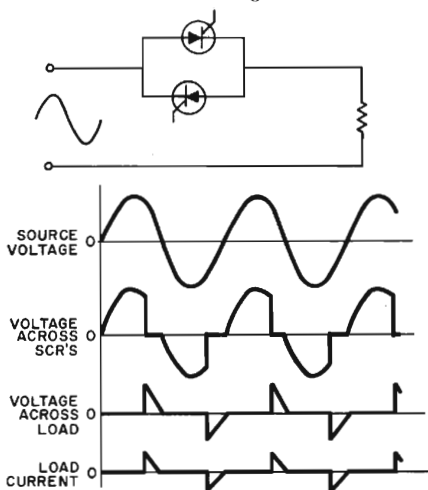 SOURCE
VOLTAGE
0
VOLTAGE
ACROSS
SCR'S
0
VOLTAGE
ACROSS
LOAD
0
LOAD
CURRENT
0